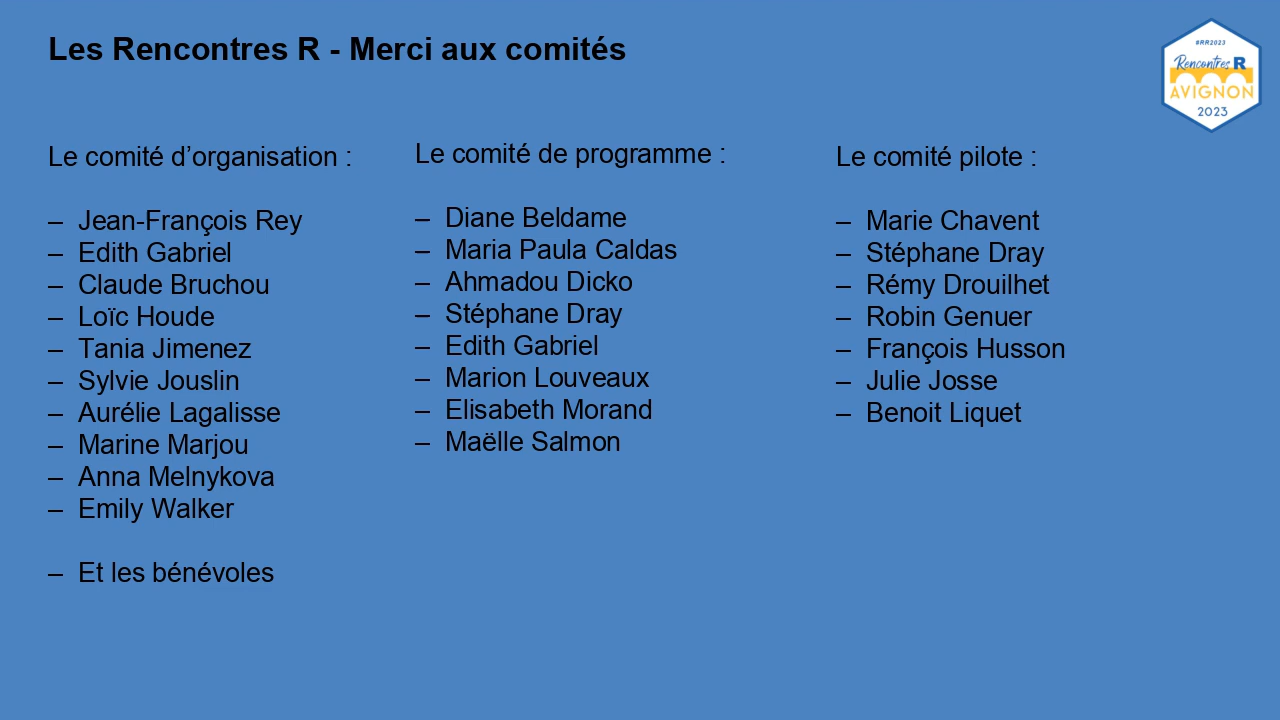 Les Rencontres R - Merci aux comités
#RR2023
Rencontres R
AVIGNON
2023
Le comité d’organisation :
– Jean-François Rey
– Edith Gabriel
– Claude Bruchou
– Loïc Houde
– Tania Jimenez
– Sylvie Jouslin
– Aurélie Lagalisse
– Marine Marjou
– Anna Melnykova
– Emily Walker
– Et les bénévoles
Le comité de programme :
– Diane Beldame
– Maria Paula Caldas
– Ahmadou Dicko
– Stéphane Dray
– Edith Gabriel
– Marion Louveaux
– Elisabeth Morand
– Maëlle Salmon
Le comité pilote :
– Marie Chavent
– Stéphane Dray
– Rémy Drouilhet
– Robin Genuer
– François Husson
– Julie Josse
– Benoit Liquet